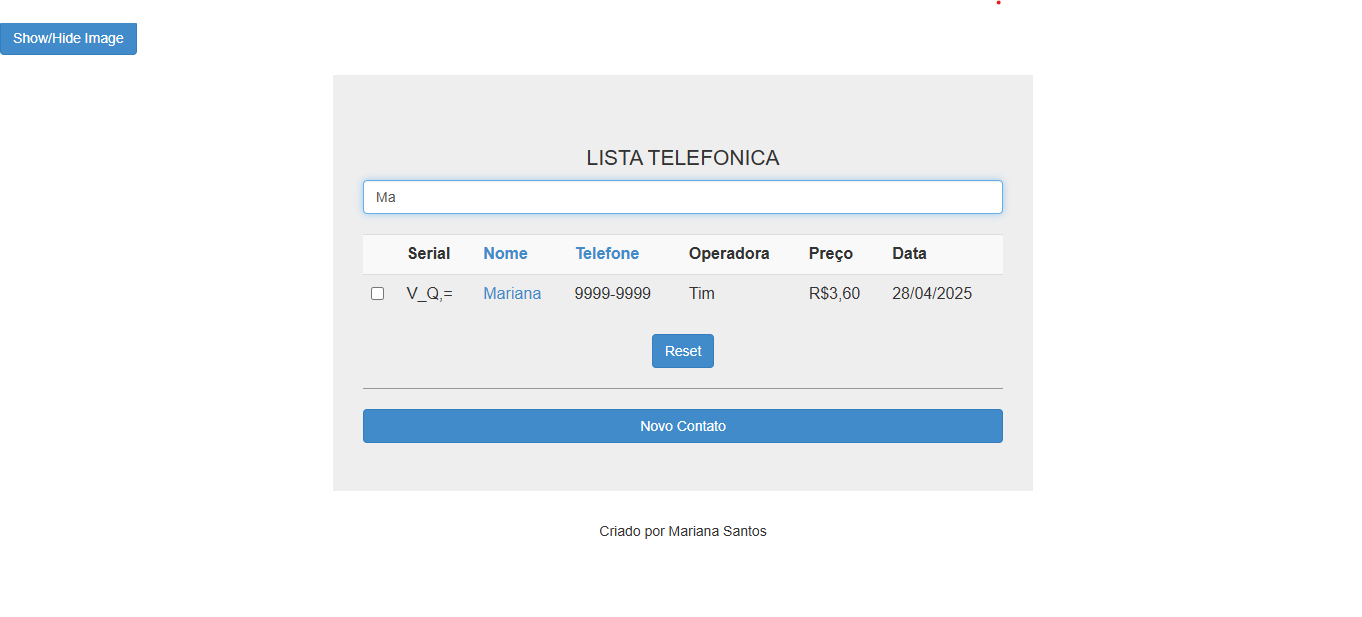 Show/Hide Image
LISTA TELEFONICA
Ma
Serial Nome Telefone Operadora Preço Data
V_Q,= Mariana 9999-9999 Tim R$3,60 28/04/2025
Reset
Novo Contato
Criado por Mariana Santos